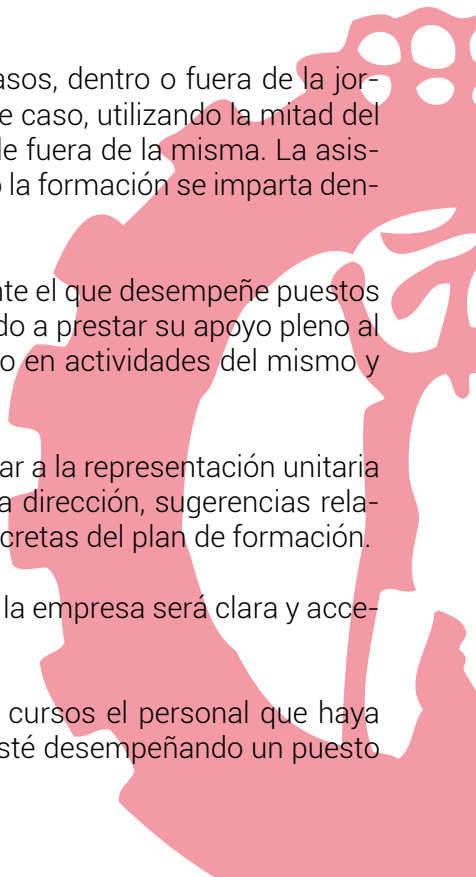 asos, dentro o fuera de la jor-
e caso, utilizando la mitad del
le fuera de la misma. La asis-
o la formación se imparta den-
nte el que desempeñe puestos
do a prestar su apoyo pleno al
o en actividades del mismo y
ar a la representación unitaria
a dirección, sugerencias rela-
cretas del plan de formación.
la empresa será clara y acce-
cursos el personal que haya
sté desempeñando un puesto